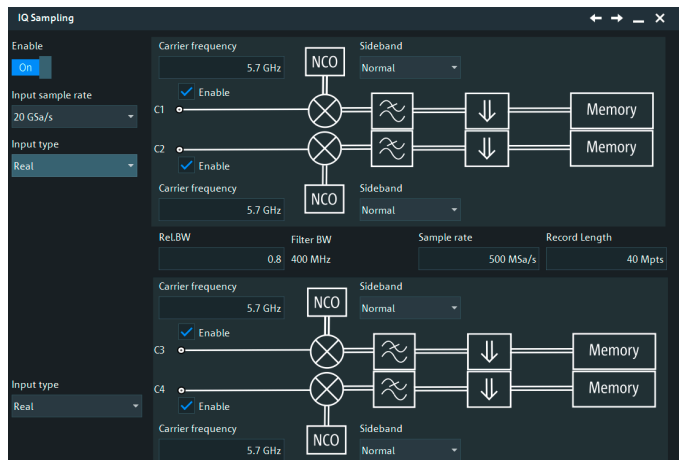 IQ Sampling
Enable
On
Input sample rate
20 GSa/s
Input type
Real
Carrier frequency
5.7 GHz
NCO
Sideband
Normal
Enable
C1
Memory
C2
Memory
Enable
Carrier frequency
5.7 GHz
NCO
Sideband
Normal
Rel.BW
0.8
Filter BW
400 MHz
Sample rate
500 MSa/s
Record Length
40 Mpts
Carrier frequency
5.7 GHz
NCO
Sideband
Normal
Enable
C3
Memory
Input type
Real
C4
Memory
Enable
Carrier frequency
5.7 GHz
NCO
Sideband
Normal